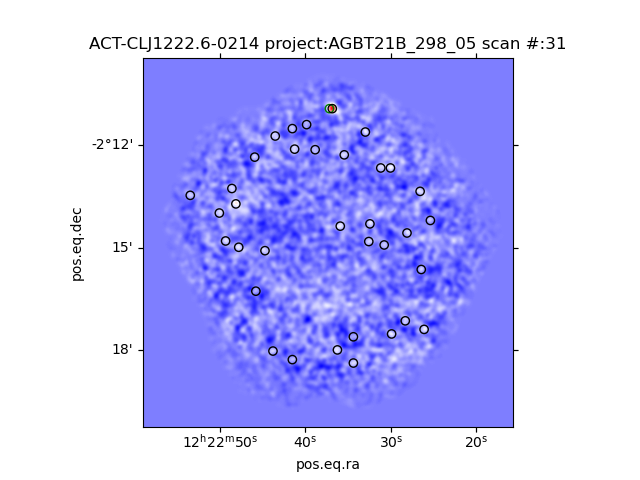 ACT-CLJ1222.6-0214 project:AGBT21B_298_05 scan #:31
pos.eq.dec
-2°12'
15'
18'
12ʰ22ᵐ50ˢ 40ˢ 30ˢ 20ˢ
pos.eq.ra